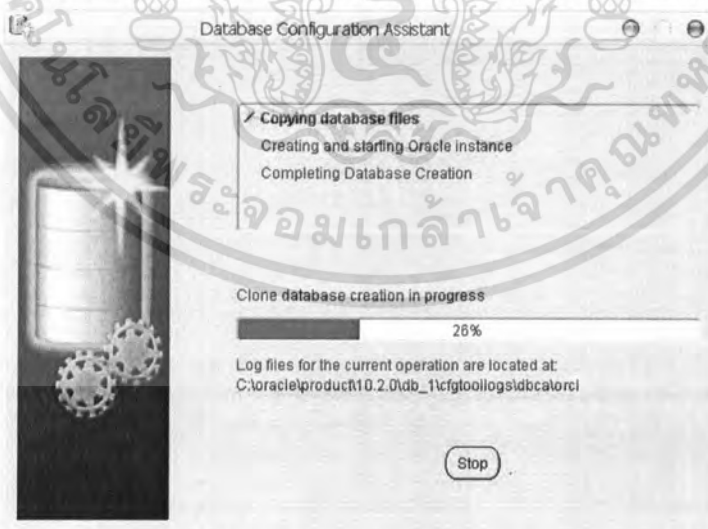 Database Configuration Assistant
Copying database files
Creating and starting Oracle instance
Completing Database Creation
Clone database creation in progress
26%
Log files for the current operation are located at:
C:\oracle\product\10.2.0\db_1\cfgtoollogs\dbca\orcl
Stop